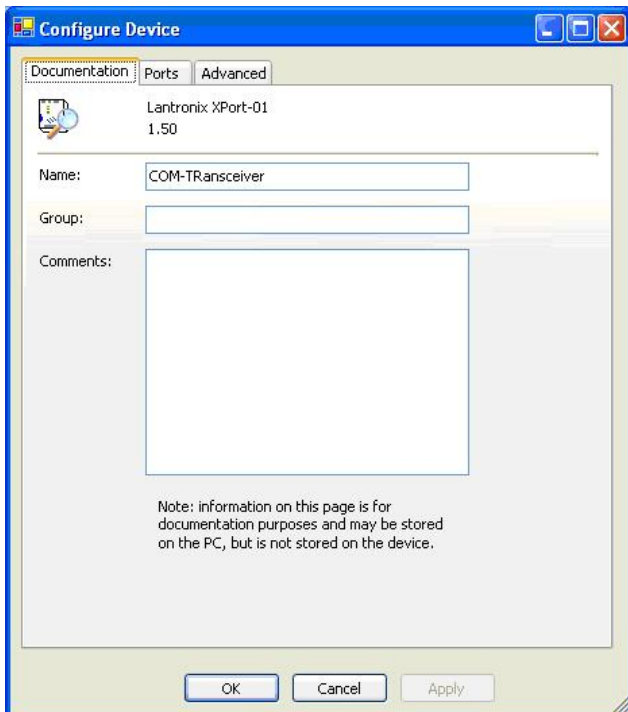 Configure Device
Documentation Ports Advanced
Lantronix XPort-01
1.50
Name: COM-TRansceiver
Group:
Comments:
Note: information on this page is for
documentation purposes and may be stored
on the PC, but is not stored on the device.
OK Cancel Apply